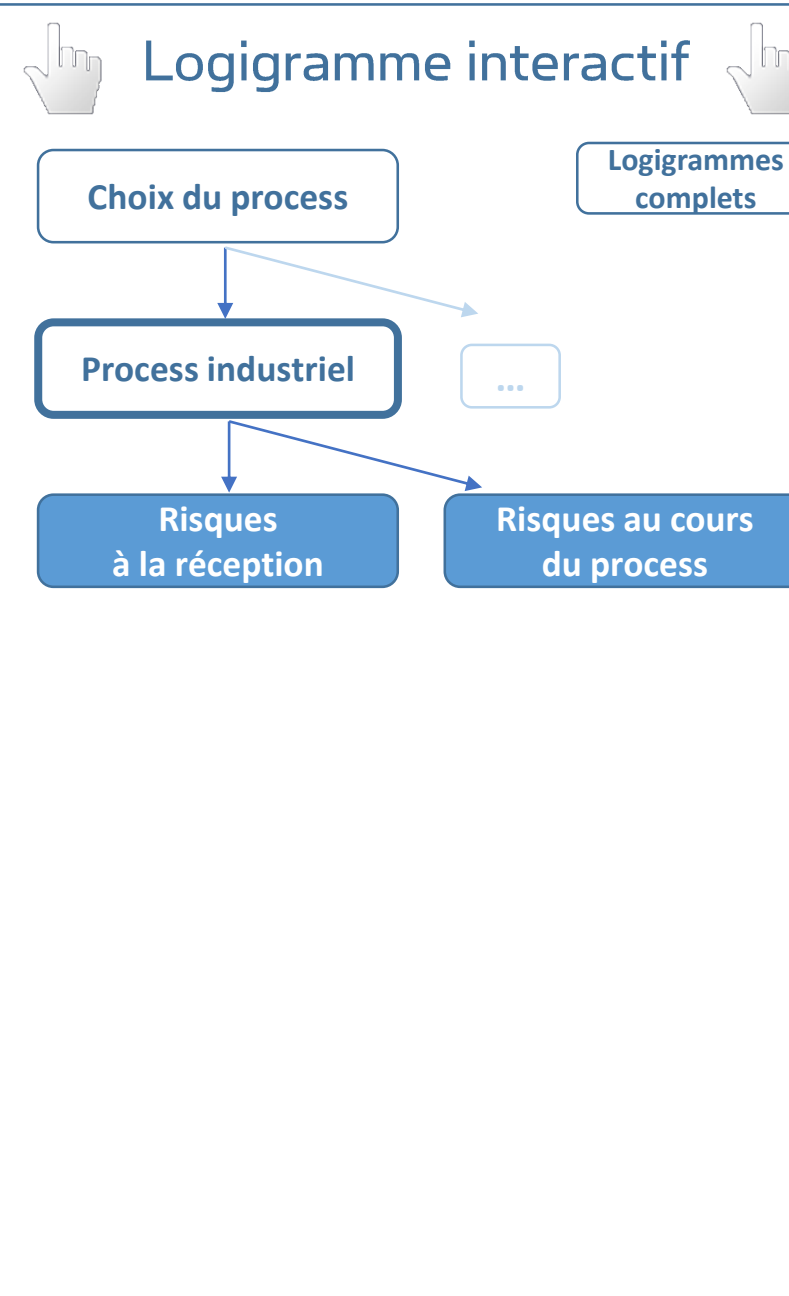 Logigramme interactif
Choix du process
Logigrammes
complets
Process industriel
...
Risques
à la réception
Risques au cours
du process